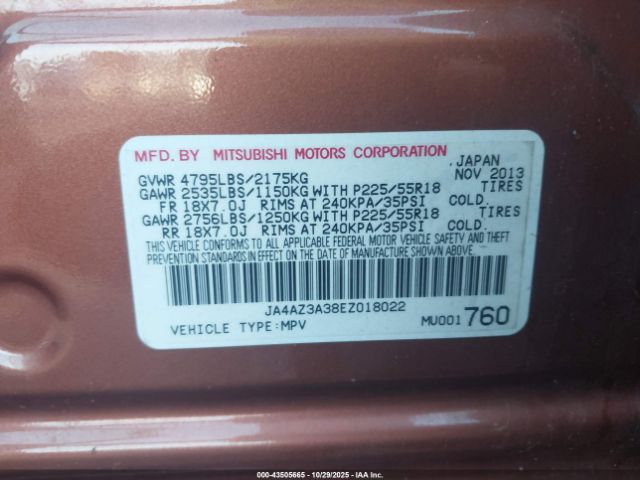 MFD. BY MITSUBISHI MOTORS CORPORATION
, JAPAN
GVWR 4795LBS/2175KG NOV 2013
GAWR 2535LBS/1150KG WITH P225/55R18 TIRES
FR 18X7.0J RIMS AT 240KPA/35PSI COLD.
GAWR 2756LBS/1250KG WITH P225/55R18 TIRES
RR 18X7.0J RIMS AT 240KPA/35PSI COLD.
THIS VEHICLE CONFORMS TO ALL APPLICABLE FEDERAL MOTOR VEHICLE SAFETY AND THEFT
PREVENTION STANDARDS IN EFFECT ON THE DATE OF MANUFACTURE SHOWN ABOVE.
JA4AZ3A38EZ018022
VEHICLE TYPE:MPV MU001 760
000-43505665 - 10/29/2025 - IAA Inc.